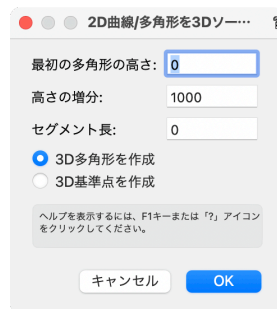 2D曲線/多角形を3Dソー…
最初の多角形の高さ: 0
高さの増分: 1000
セグメント長: 0
3D多角形を作成
3D基準点を作成
ヘルプを表示するには、F1キーまたは「?」アイコン
をクリックしてください。
キャンセル OK